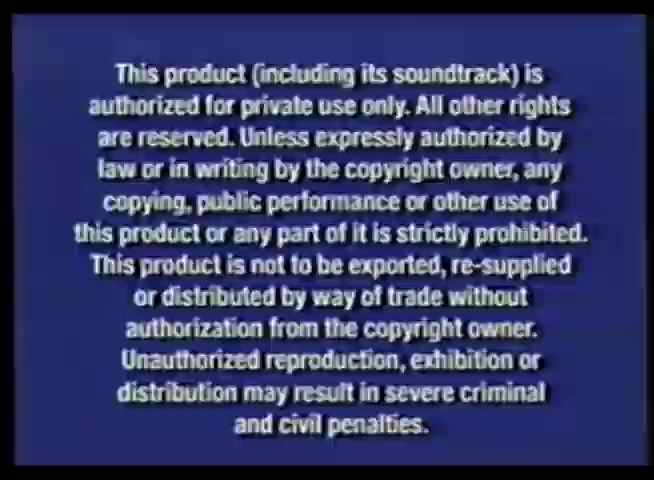 This product (including its soundtrack) is
authorized for private use only. All other rights
are reserved. Unless expressly authorized by
law or in writing by the copyright owner, any
copying, public performance or other use of
this product or any part of it is strictly prohibited.
This product is not to be exported, re-supplied
or distributed by way of trade without
authorization from the copyright owner.
Unauthorized reproduction, exhibition or
distribution may result in severe criminal
and civil penalties.